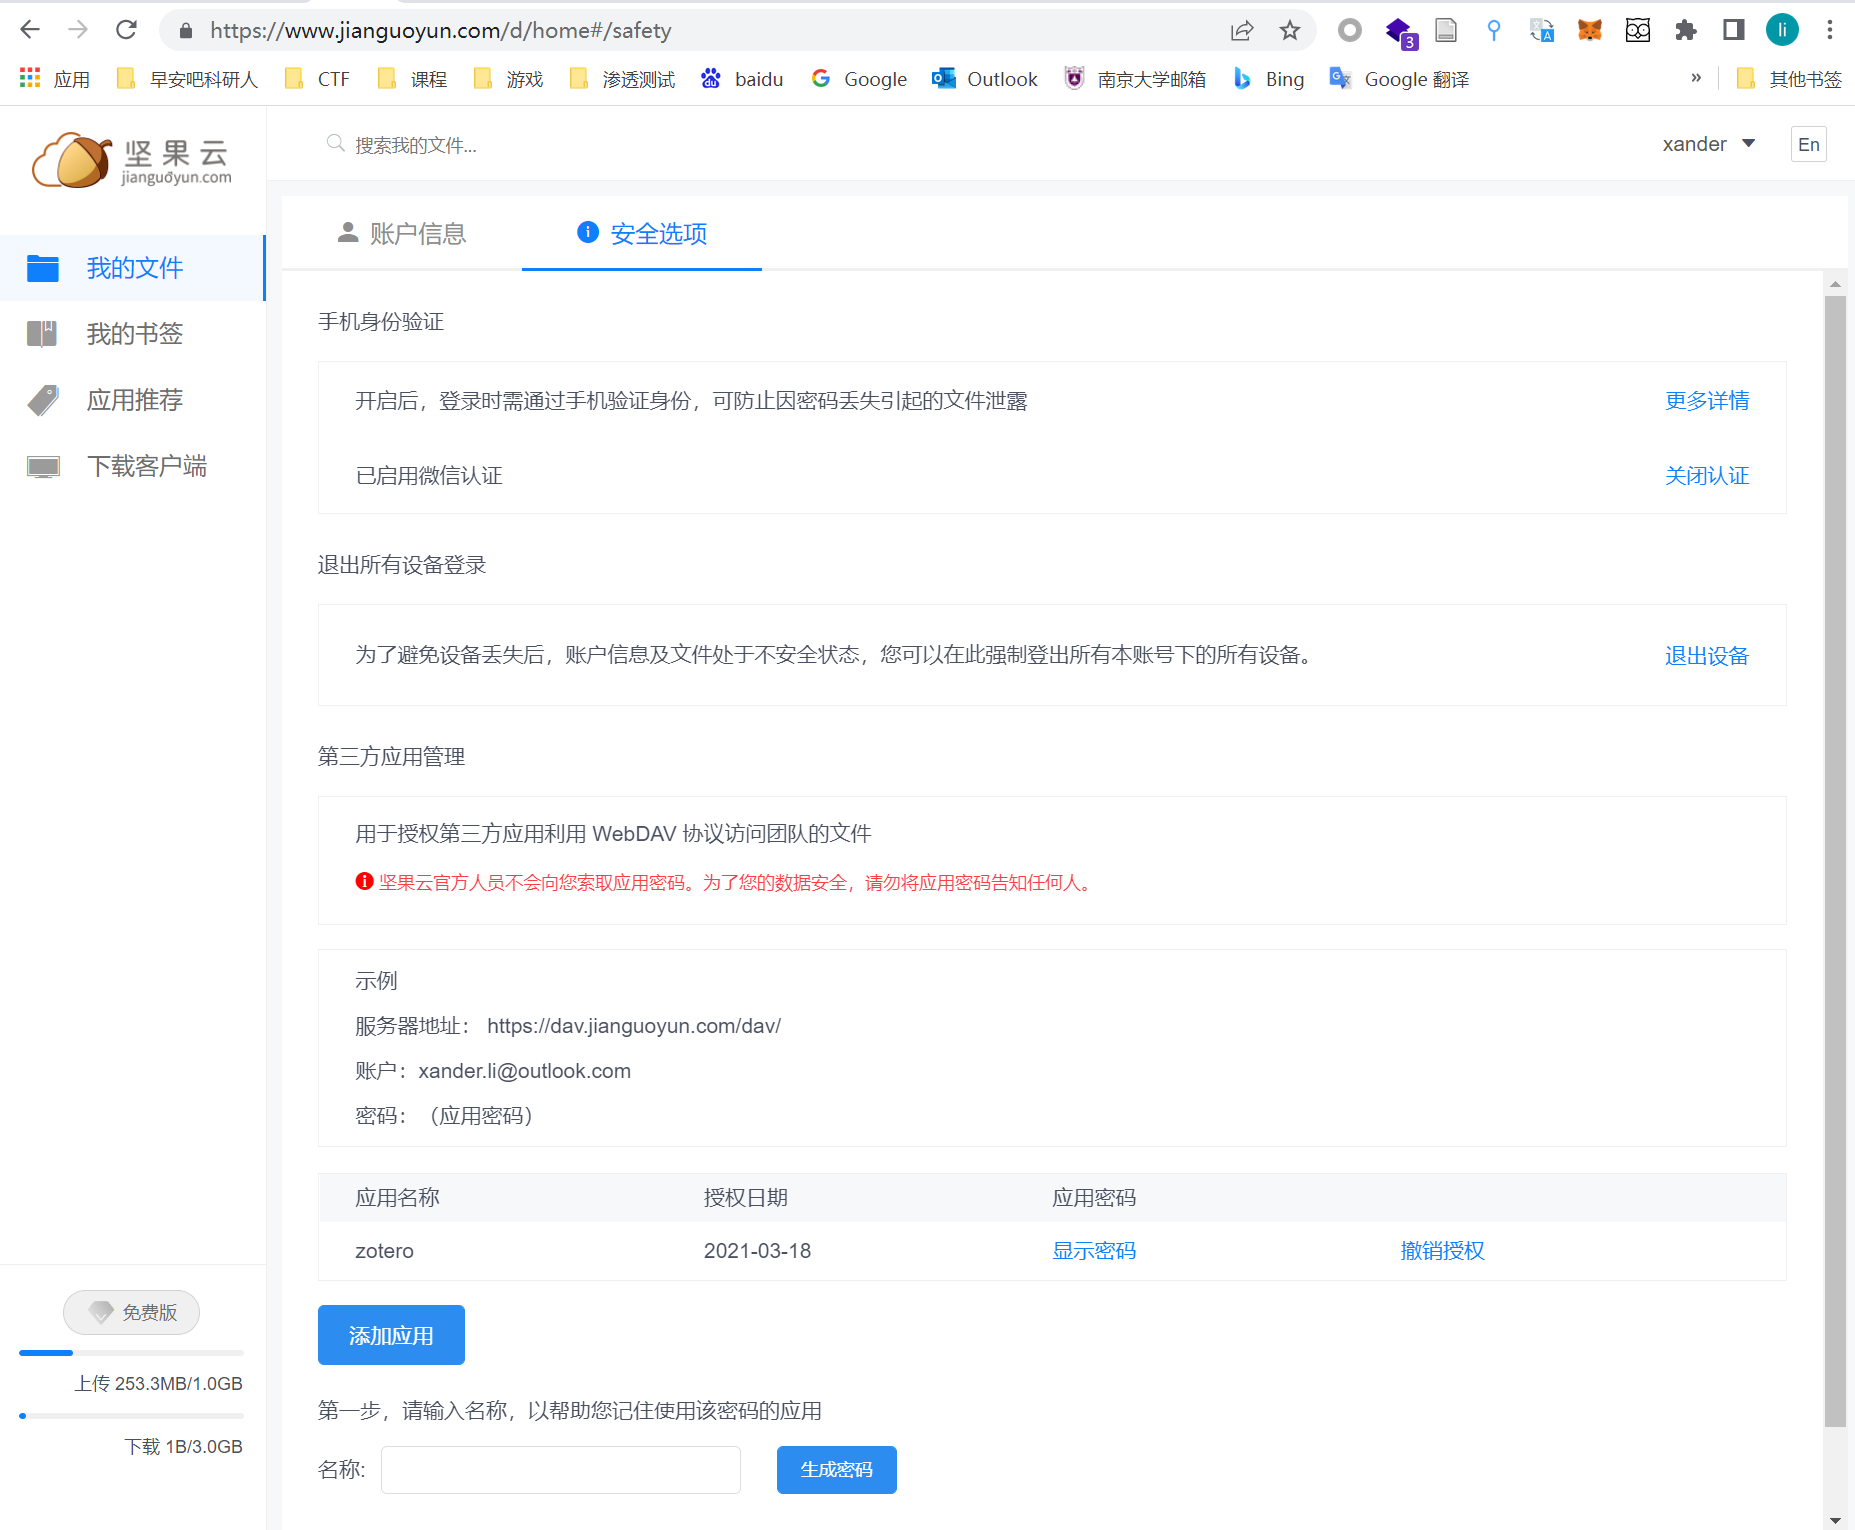 https://www.jianguoyun.com/d/home#/safety
3
li
应用 早安吧科研人 CTF 课程 游戏 渗透测试 baidu Google Outlook 南京大学邮箱 Bing Google 翻译 » 其他书签
坚果云
jianguoyun.com
搜索我的文件...
xander
En
账户信息 安全选项
我的文件
我的书签
应用推荐
下载客户端
手机身份验证
开启后，登录时需通过手机验证身份，可防止因密码丢失引起的文件泄露 更多详情
已启用微信认证 关闭认证
退出所有设备登录
为了避免设备丢失后，账户信息及文件处于不安全状态，您可以在此强制登出所有本账号下的所有设备。 退出设备
第三方应用管理
用于授权第三方应用利用 WebDAV 协议访问团队的文件
坚果云官方人员不会向您索取应用密码。为了您的数据安全，请勿将应用密码告知任何人。
示例
服务器地址： https://dav.jianguoyun.com/dav/
账户：xander.li@outlook.com
密码：（应用密码）
应用名称 授权日期 应用密码
zotero 2021-03-18 显示密码 撤销授权
添加应用
第一步，请输入名称，以帮助您记住使用该密码的应用
名称: 生成密码
免费版
上传 253.3MB/1.0GB
下载 1B/3.0GB